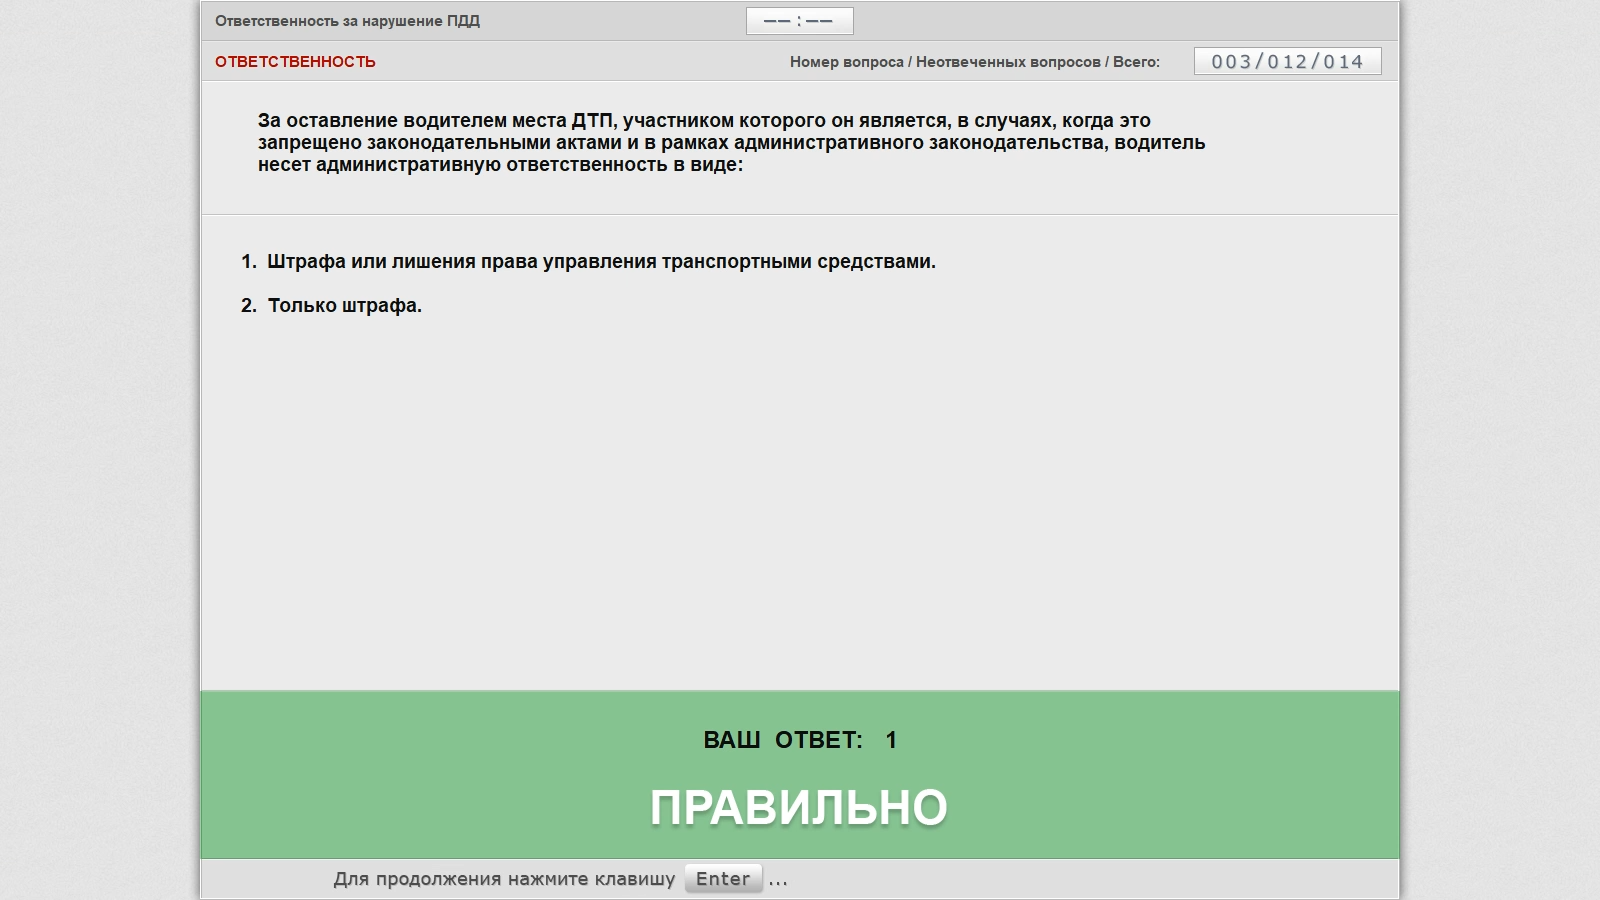 Ответственность за нарушение ПДД
−−:−−
ОТВЕТСТВЕННОСТЬ
Номер вопроса / Неотвеченных вопросов / Всего:
003/012/014
За оставление водителем места ДТП, участником которого он является, в случаях, когда это
запрещено законодательными актами и в рамках административного законодательства, водитель
несет административную ответственность в виде:
1. Штрафа или лишения права управления транспортными средствами.
2. Только штрафа.
ВАШ ОТВЕТ: 1
ПРАВИЛЬНО
Для продолжения нажмите клавишу Enter ...